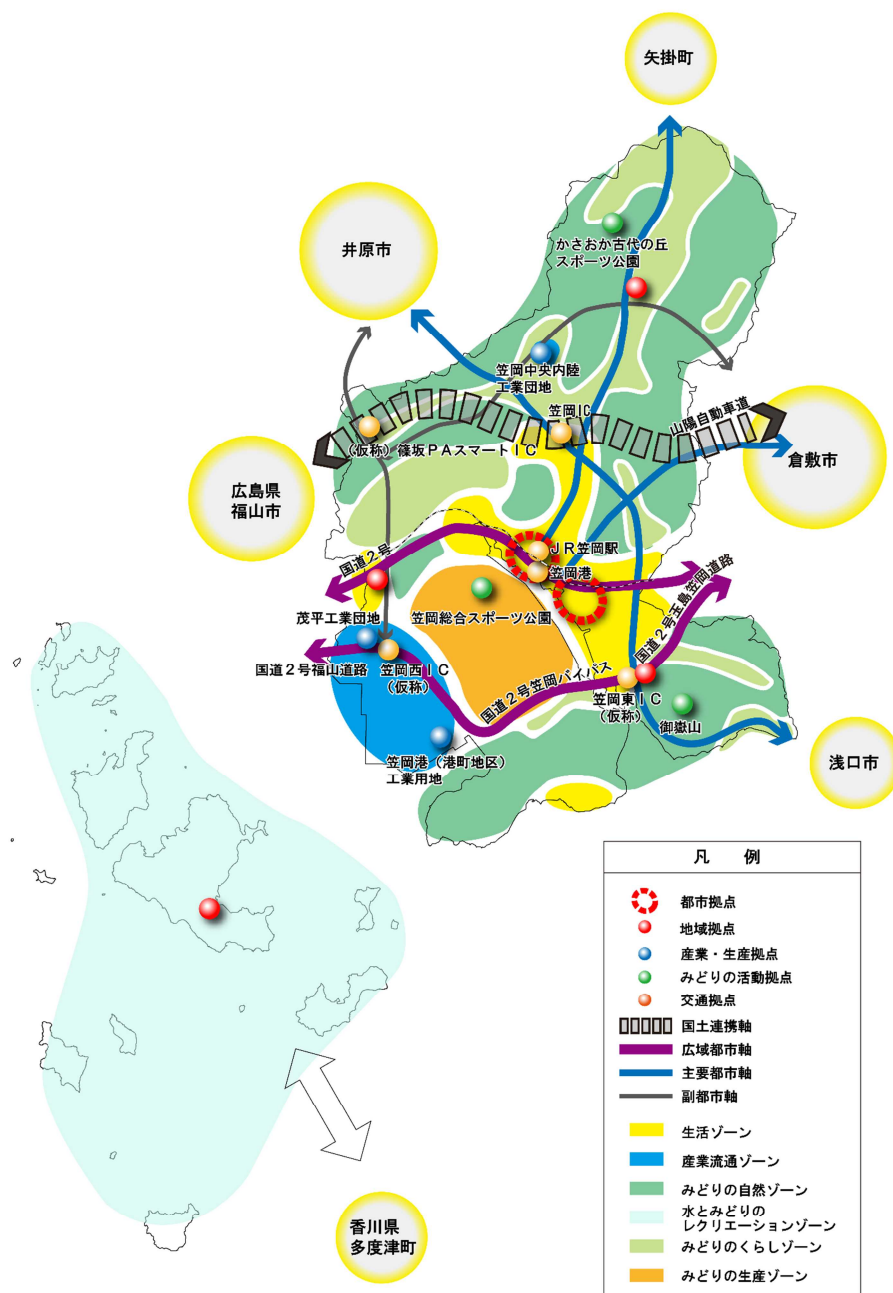 矢掛町
井原市
かさおか古代の丘
スポーツ公園
笠岡中央内陸
工業団地
笠岡IC
山陽自動車道
(仮称)篠坂PAスマートIC
倉敷市
広島県
福山市
国道2号
JR笠岡駅
笠岡港
茂平工業団地
笠岡総合スポーツ公園
国道2号玉島笠岡道路
国道2号福山道路
笠岡西IC
(仮称)
国道2号笠岡バイパス
笠岡東IC
(仮称)
御嶽山
笠岡港(港町地区)
工業用地
浅口市
香川県
多度津町
凡 例
都市拠点
地域拠点
産業・生産拠点
みどりの活動拠点
交通拠点
国土連携軸
広域都市軸
主要都市軸
副都市軸
生活ゾーン
産業流通ゾーン
みどりの自然ゾーン
水とみどりの
レクリエーションゾーン
みどりのくらしゾーン
みどりの生産ゾーン